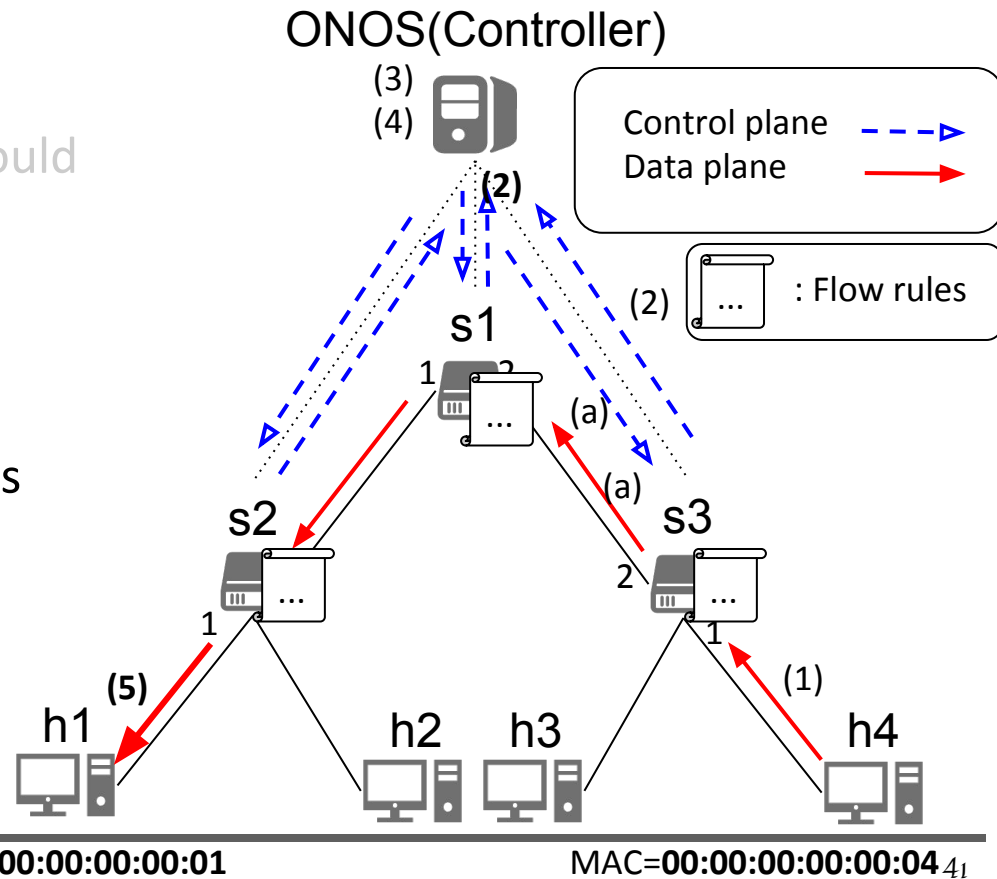 ONOS(Controller)
(3)
(4)
ould
Control plane
Data plane
(2)
(2)
...
: Flow rules
s1
1
...
(a)
(a)
s
s2
s3
...
2
...
1
1
(5)
(1)
h1
h2
h3
h4
00:00:00:00:01
MAC=00:00:00:00:00:04
41